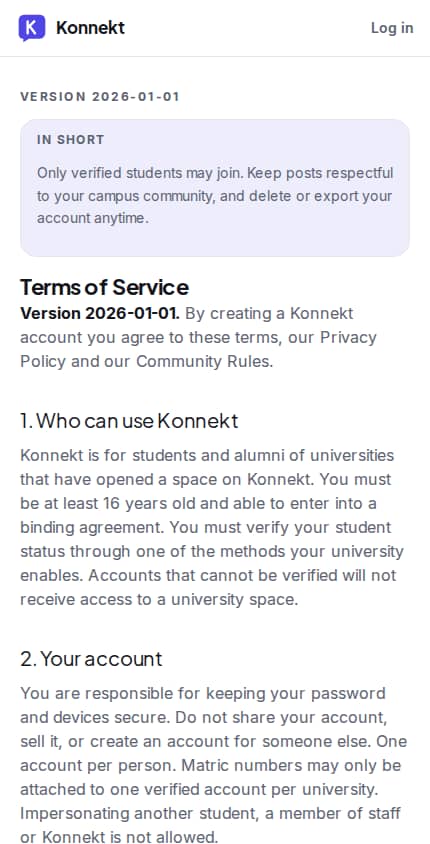 Konnekt
Log in
VERSION 2026-01-01
IN SHORT
Only verified students may join. Keep posts respectful
to your campus community, and delete or export your
account anytime.
Terms of Service
Version 2026-01-01. By creating a Konnekt
account you agree to these terms, our Privacy
Policy and our Community Rules.
1. Who can use Konnekt
Konnekt is for students and alumni of universities
that have opened a space on Konnekt. You must
be at least 16 years old and able to enter into a
binding agreement. You must verify your student
status through one of the methods your university
enables. Accounts that cannot be verified will not
receive access to a university space.
2. Your account
You are responsible for keeping your password
and devices secure. Do not share your account,
sell it, or create an account for someone else. One
account per person. Matric numbers may only be
attached to one verified account per university.
Impersonating another student, a member of staff
or Konnekt is not allowed.